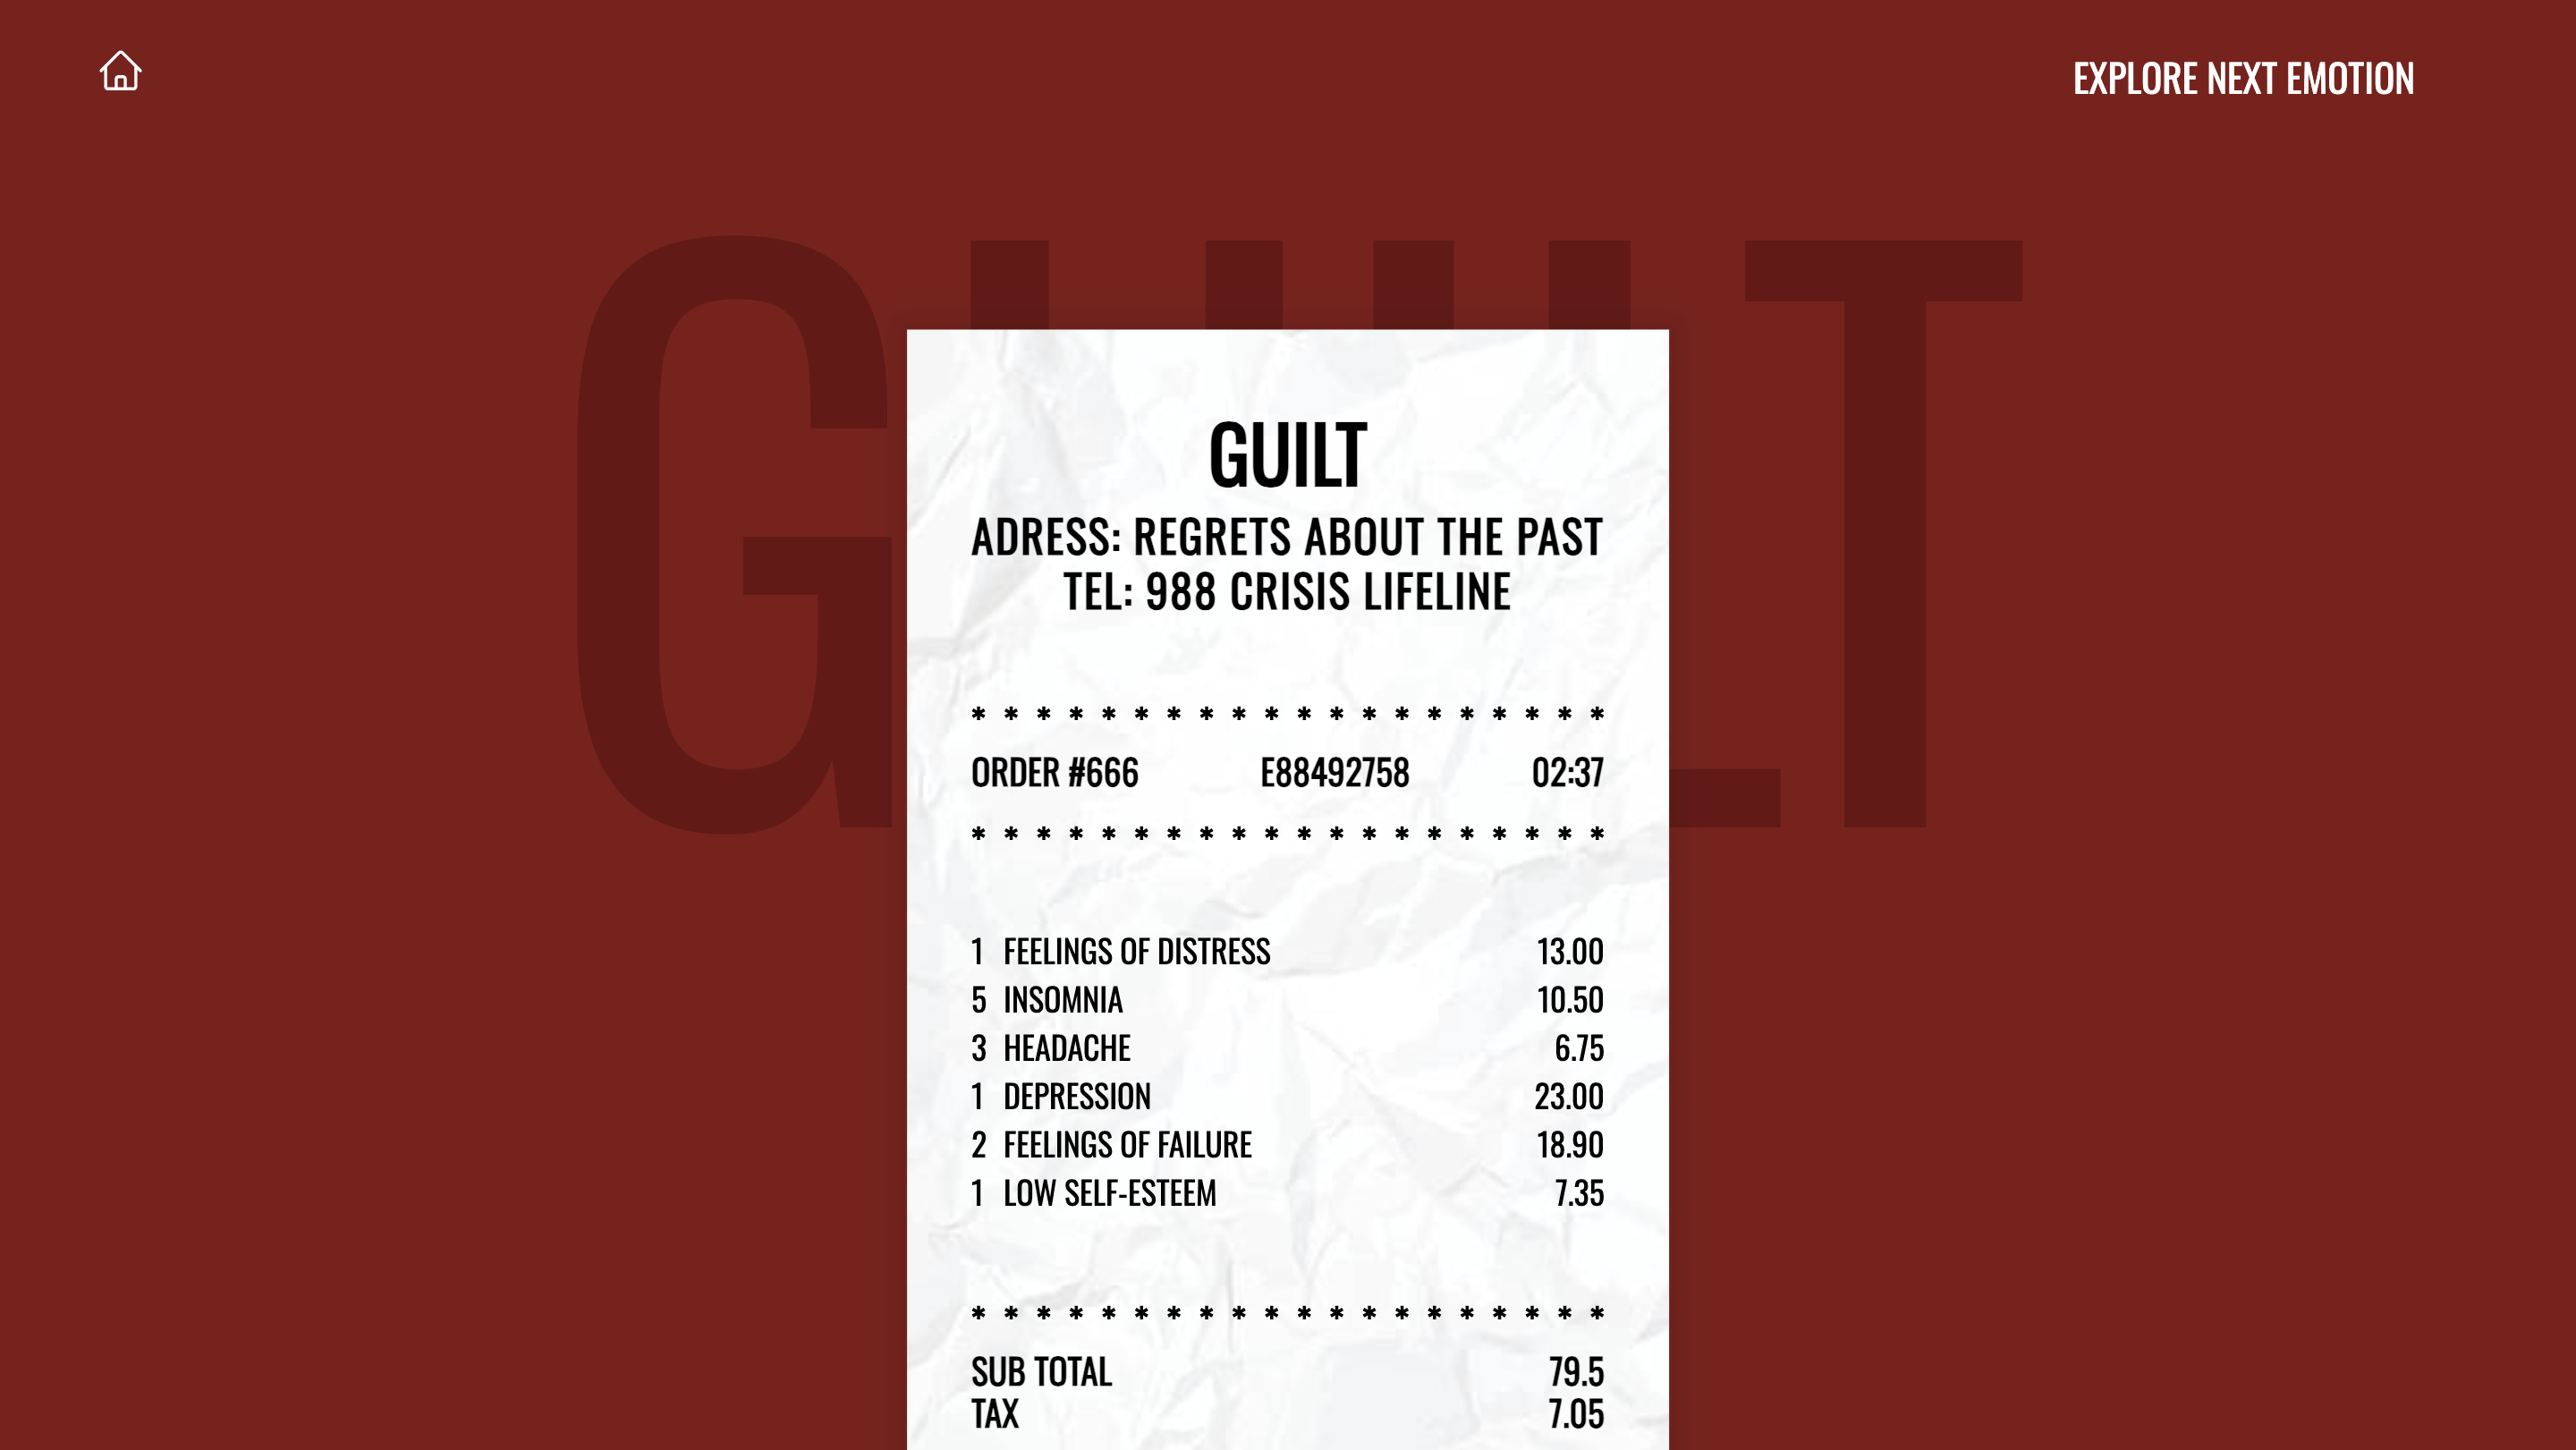 EXPLORE NEXT EMOTION
GUILT
GUILT
ADRESS: REGRETS ABOUT THE PAST
TEL: 988 CRISIS LIFELINE
* * * * * * * * * * * * * * * * * * * *
ORDER #666 E88492758 02:37
* * * * * * * * * * * * * * * * * * * *
1 FEELINGS OF DISTRESS 13.00
5 INSOMNIA 10.50
3 HEADACHE 6.75
1 DEPRESSION 23.00
2 FEELINGS OF FAILURE 18.90
1 LOW SELF-ESTEEM 7.35
* * * * * * * * * * * * * * * * * * * *
SUB TOTAL 79.5
TAX 7.05